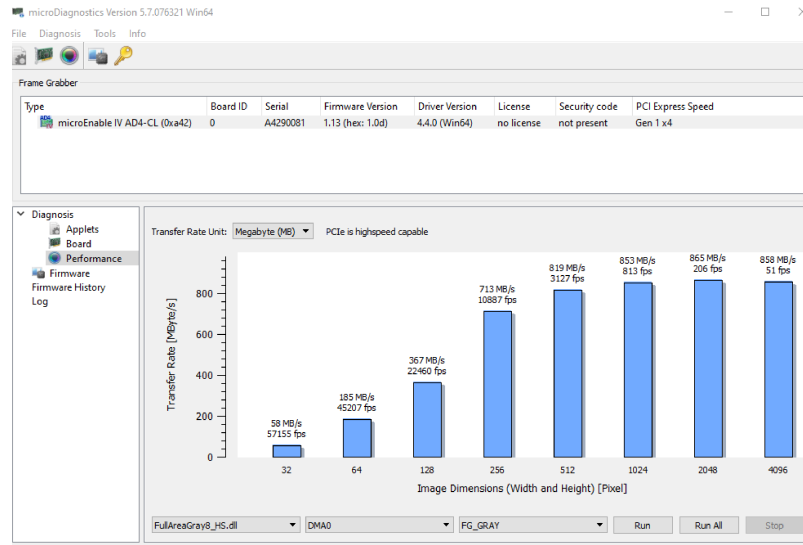 microDiagnostics Version 5.7.076321 Win64
File Diagnosis Tools Info
Frame Grabber
Type Board ID Serial Firmware Version Driver Version License Security code PCI Express Speed
microEnable IV AD4-CL (0xa42) 0 A4290081 1.13 (hex: 1.0d) 4.4.0 (Win64) no license not present Gen 1 x4
Diagnosis
Applets
Board
Performance
Firmware
Firmware History
Log
Transfer Rate Unit: Megabyte (MB) PCIe is highspeed capable
Transfer Rate [MByte/s]
800
600
400
200
0
58 MB/s
57155 fps
185 MB/s
45207 fps
367 MB/s
22460 fps
713 MB/s
10887 fps
819 MB/s
3127 fps
853 MB/s
813 fps
865 MB/s
206 fps
858 MB/s
51 fps
32 64 128 256 512 1024 2048 4096
Image Dimensions (Width and Height) [Pixel]
FullAreaGray8_HS.dll DMA0 FG_GRAY Run Run All Stop